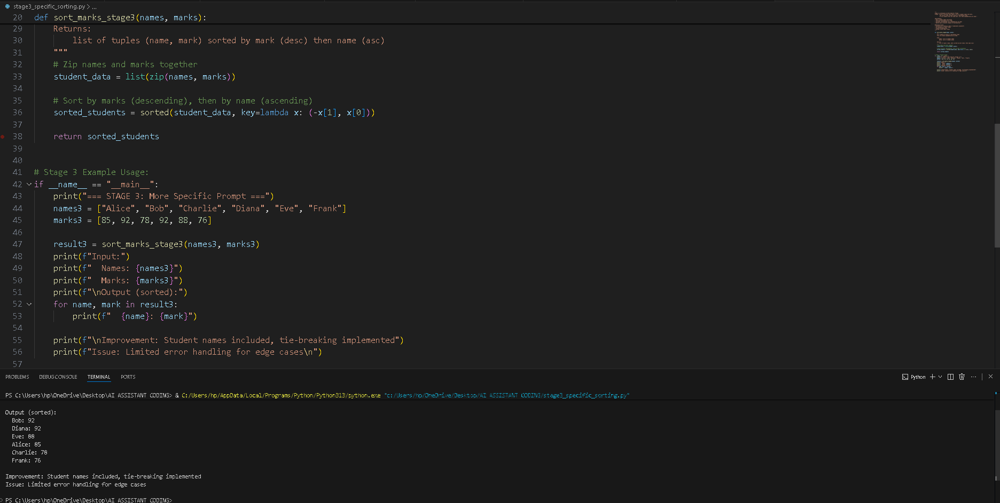 stage3_specific_sorting.py > ...
20 def sort_marks_stage3(names, marks):
29 Returns:
30 list of tuples (name, mark) sorted by mark (desc) then name (asc)
31 """
32 # Zip names and marks together
33 student_data = list(zip(names, marks))
34
35 # Sort by marks (descending), then by name (ascending)
36 sorted_students = sorted(student_data, key=lambda x: (-x[1], x[0]))
37
38 return sorted_students
39
40
41 # Stage 3 Example Usage:
42 if __name__ == "__main__":
43 print("=== STAGE 3: More Specific Prompt ===")
44 names3 = ["Alice", "Bob", "Charlie", "Diana", "Eve", "Frank"]
45 marks3 = [85, 92, 78, 92, 88, 76]
46
47 result3 = sort_marks_stage3(names3, marks3)
48 print(f"Input:")
49 print(f"  Names: {names3}")
50 print(f"  Marks: {marks3}")
51 print(f"\nOutput (sorted):")
52 for name, mark in result3:
53 print(f"  {name}: {mark}")
54
55 print(f"\nImprovement: Student names included, tie-breaking implemented")
56 print(f"Issue: Limited error handling for edge cases\n")
57
PROBLEMS DEBUG CONSOLE TERMINAL PORTS Python
PS C:\Users\hp\OneDrive\Desktop\AI ASSISTANT CODING> & C:/Users/hp/AppData/Local/Programs/Python/Python313/python.exe "c:/Users/hp/OneDrive/Desktop/AI ASSISTANT CODING/stage3_specific_sorting.py"
Output (sorted):
Bob: 92
Diana: 92
Eve: 88
Alice: 85
Charlie: 78
Frank: 76
Improvement: Student names included, tie-breaking implemented
Issue: Limited error handling for edge cases
PS C:\Users\hp\OneDrive\Desktop\AI ASSISTANT CODING>